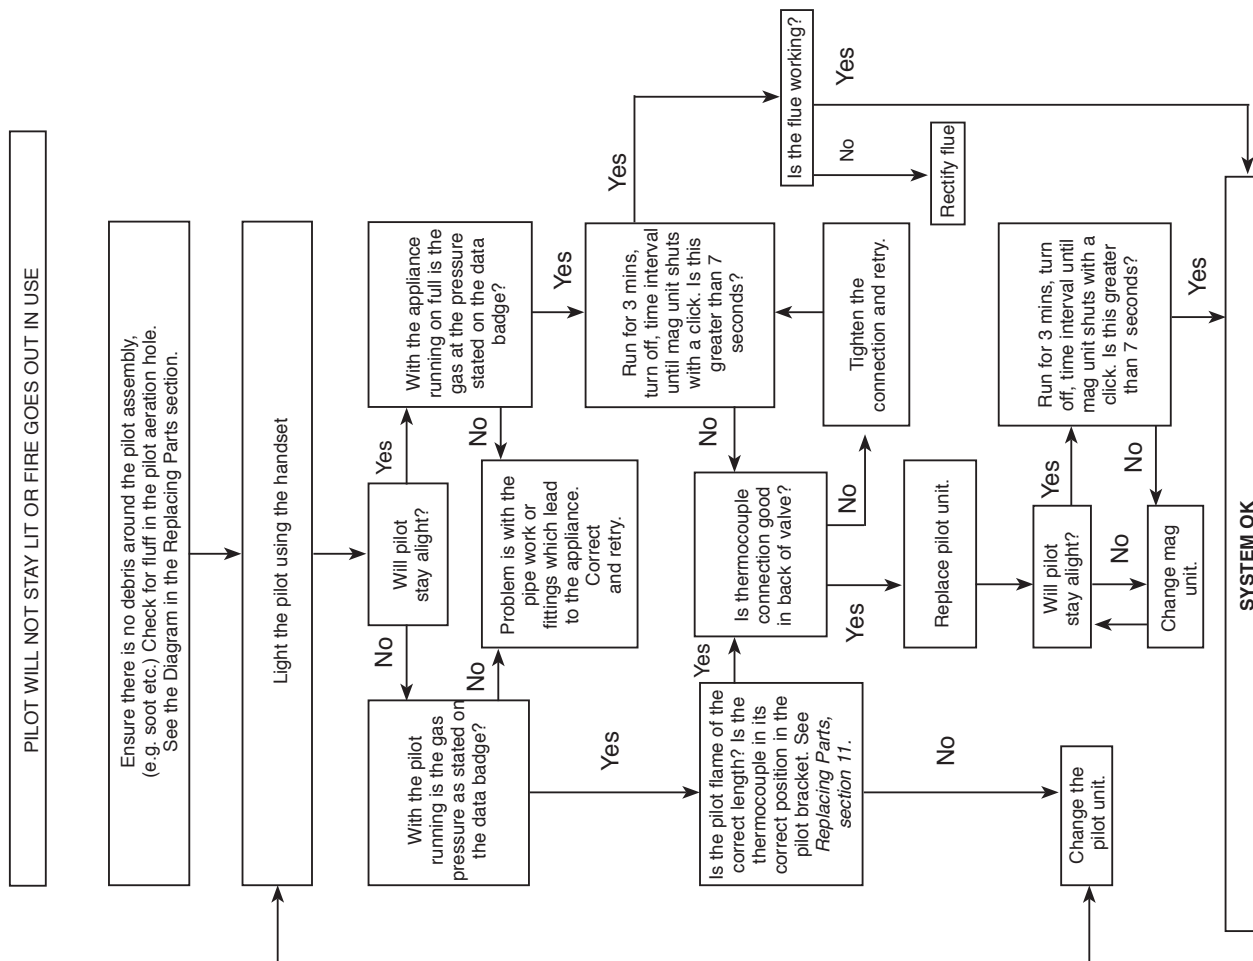 PILOT WILL NOT STAY LIT OR FIRE GOES OUT IN USE
Ensure there is no debris around the pilot assembly,
(e.g. soot etc.) Check for fluff in the pilot aeration hole.
See the Diagram in the Replacing Parts section.
Light the pilot using the handset
Will pilot
stay alight?
No
Yes
With the pilot
running is the gas
pressure as stated on
the data badge?
No
Yes
Problem is with the
pipe work or
fittings which lead
to the appliance.
Correct
and retry.
With the appliance
running on full is the
gas at the pressure
stated on the data
badge?
No
Yes
Is the pilot flame of the
correct length? Is the
thermocouple in its
correct position in the
pilot bracket. See
Replacing Parts,
section 11.
Yes
No
Is thermocouple
connection good
in back of valve?
Yes
No
Run for 3 mins,
turn off, time interval
until mag unit shuts
with a click. Is this
greater than 7
seconds?
No
Yes
Is the flue working?
No
Yes
Rectify flue
Tighten the
connection and retry.
Replace pilot unit.
Will pilot
stay alight?
Yes
No
Change mag
unit.
Run for 3 mins, turn
off, time interval until
mag unit shuts with a
click. Is this greater
than 7 seconds?
No
Yes
Change the
pilot unit.
SYSTEM OK